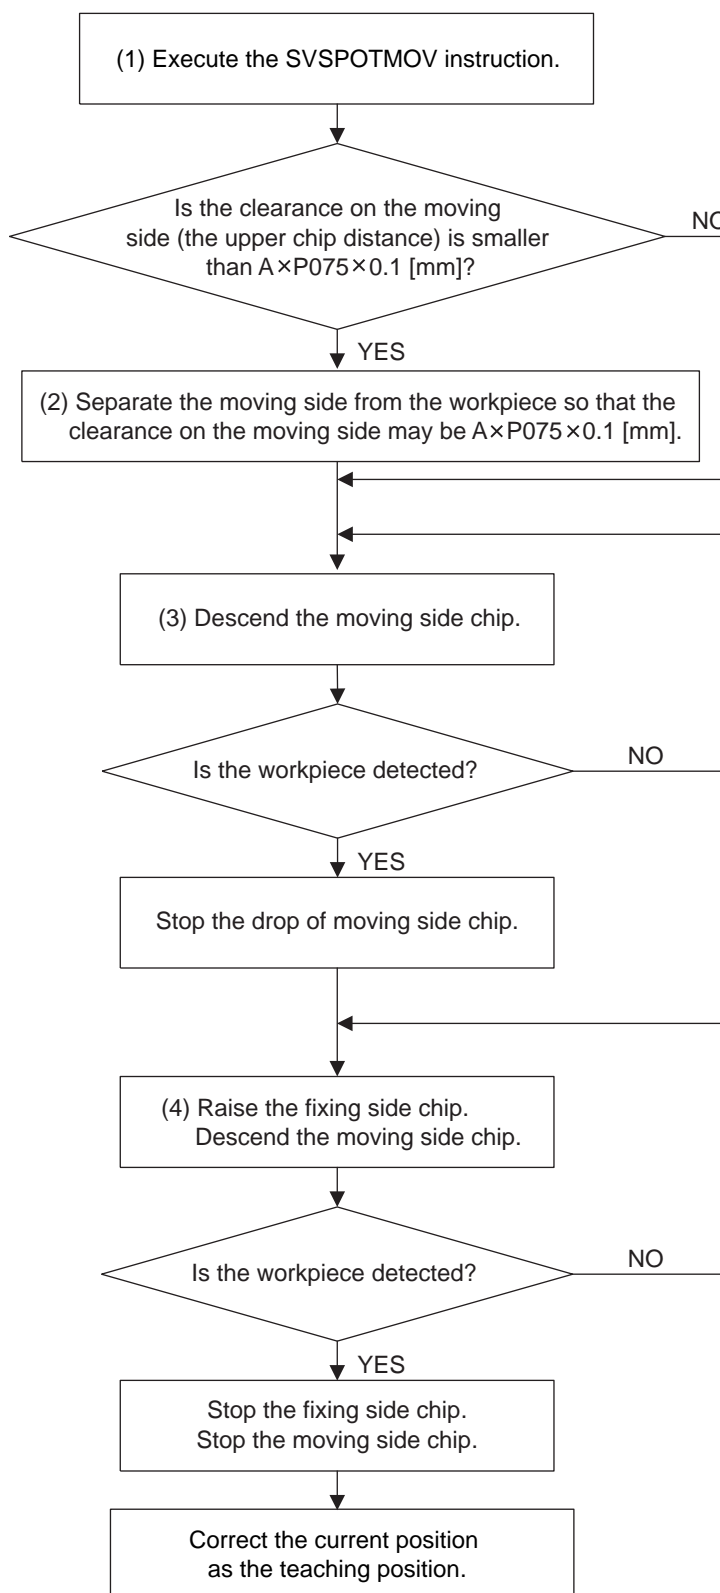 (1) Execute the SVSPOTMOV instruction.
Is the clearance on the moving
side (the upper chip distance) is smaller
than A×P075×0.1 [mm]?
NO
YES
(2) Separate the moving side from the workpiece so that the
clearance on the moving side may be A×P075×0.1 [mm].
(3) Descend the moving side chip.
Is the workpiece detected?
NO
YES
Stop the drop of moving side chip.
(4) Raise the fixing side chip.
Descend the moving side chip.
Is the workpiece detected?
NO
YES
Stop the fixing side chip.
Stop the moving side chip.
Correct the current position
as the teaching position.